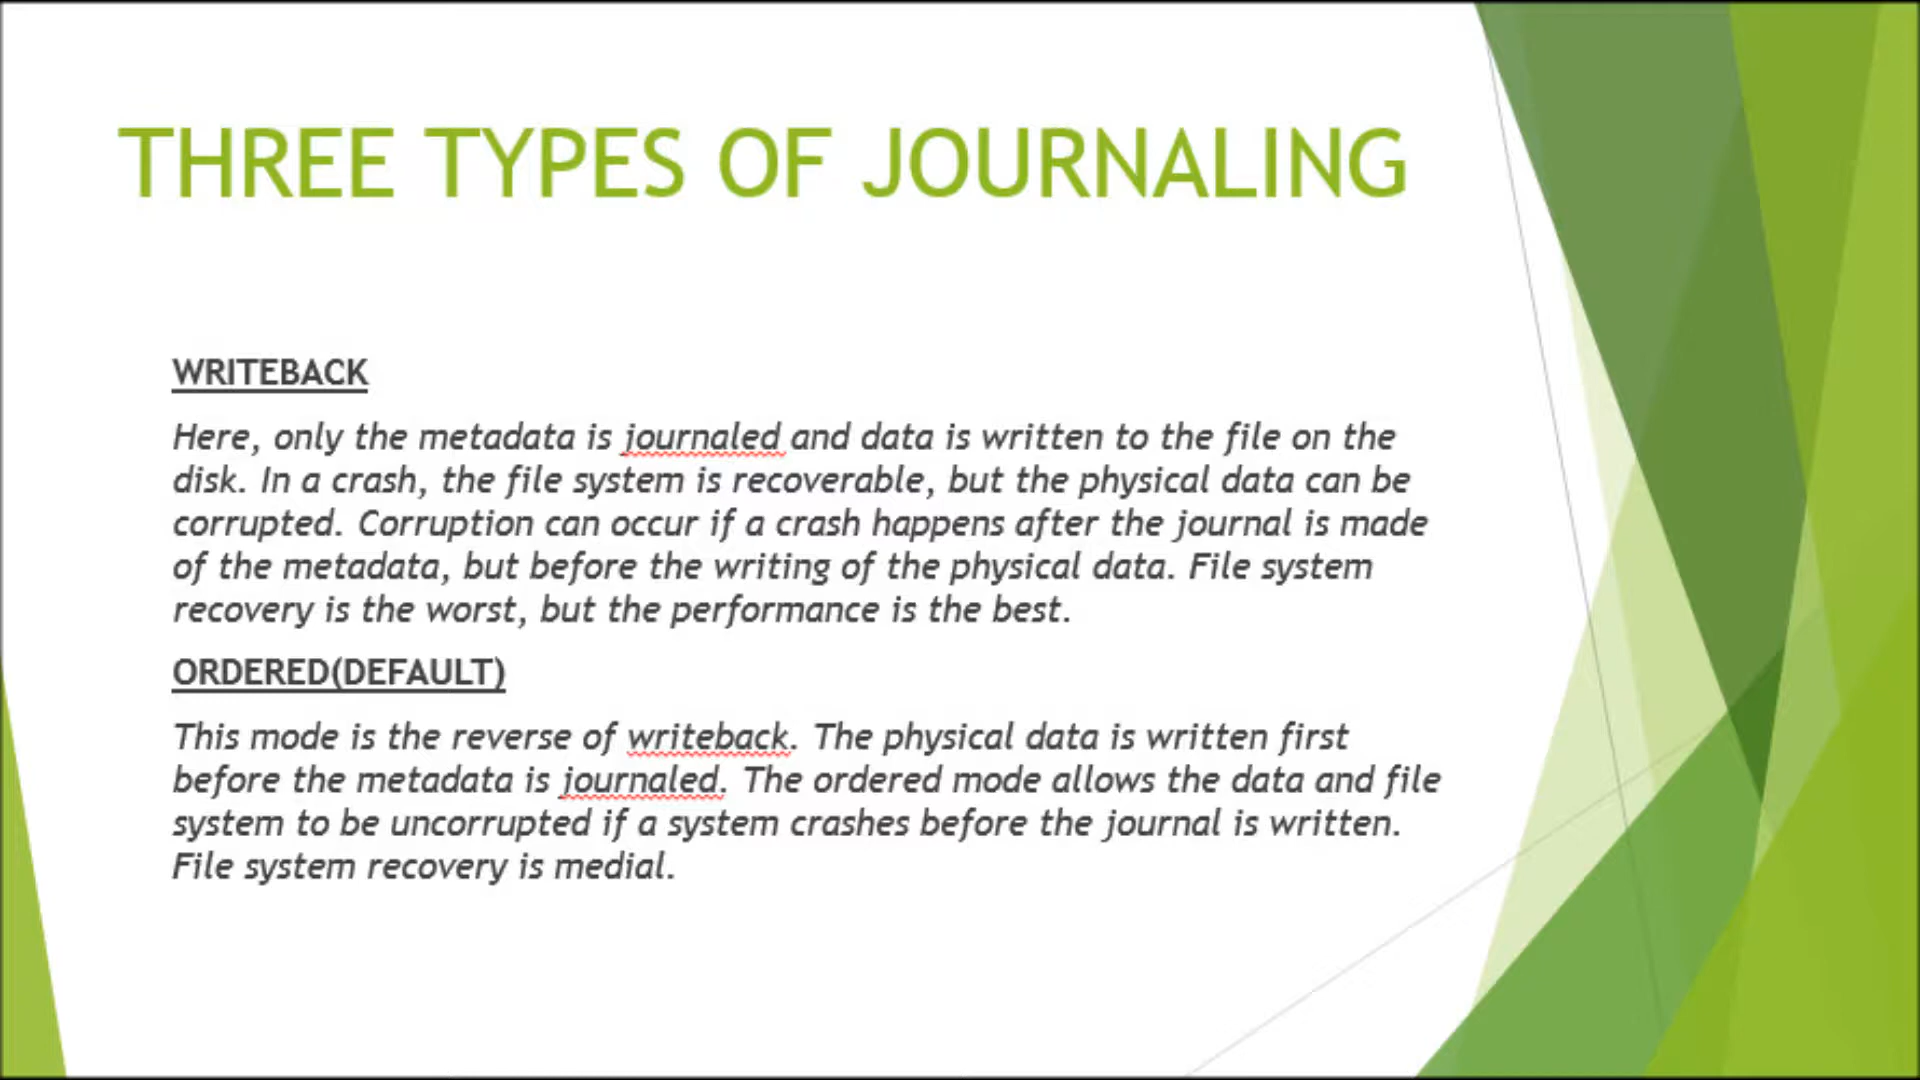 THREE TYPES OF JOURNALING
WRITEBACK
Here, only the metadata is journaled and data is written to the file on the
disk. In a crash, the file system is recoverable, but the physical data can be
corrupted. Corruption can occur if a crash happens after the journal is made
of the metadata, but before the writing of the physical data. File system
recovery is the worst, but the performance is the best.
ORDERED(DEFAULT)
This mode is the reverse of writeback. The physical data is written first
before the metadata is journaled. The ordered mode allows the data and file
system to be uncorrupted if a system crashes before the journal is written.
File system recovery is medial.